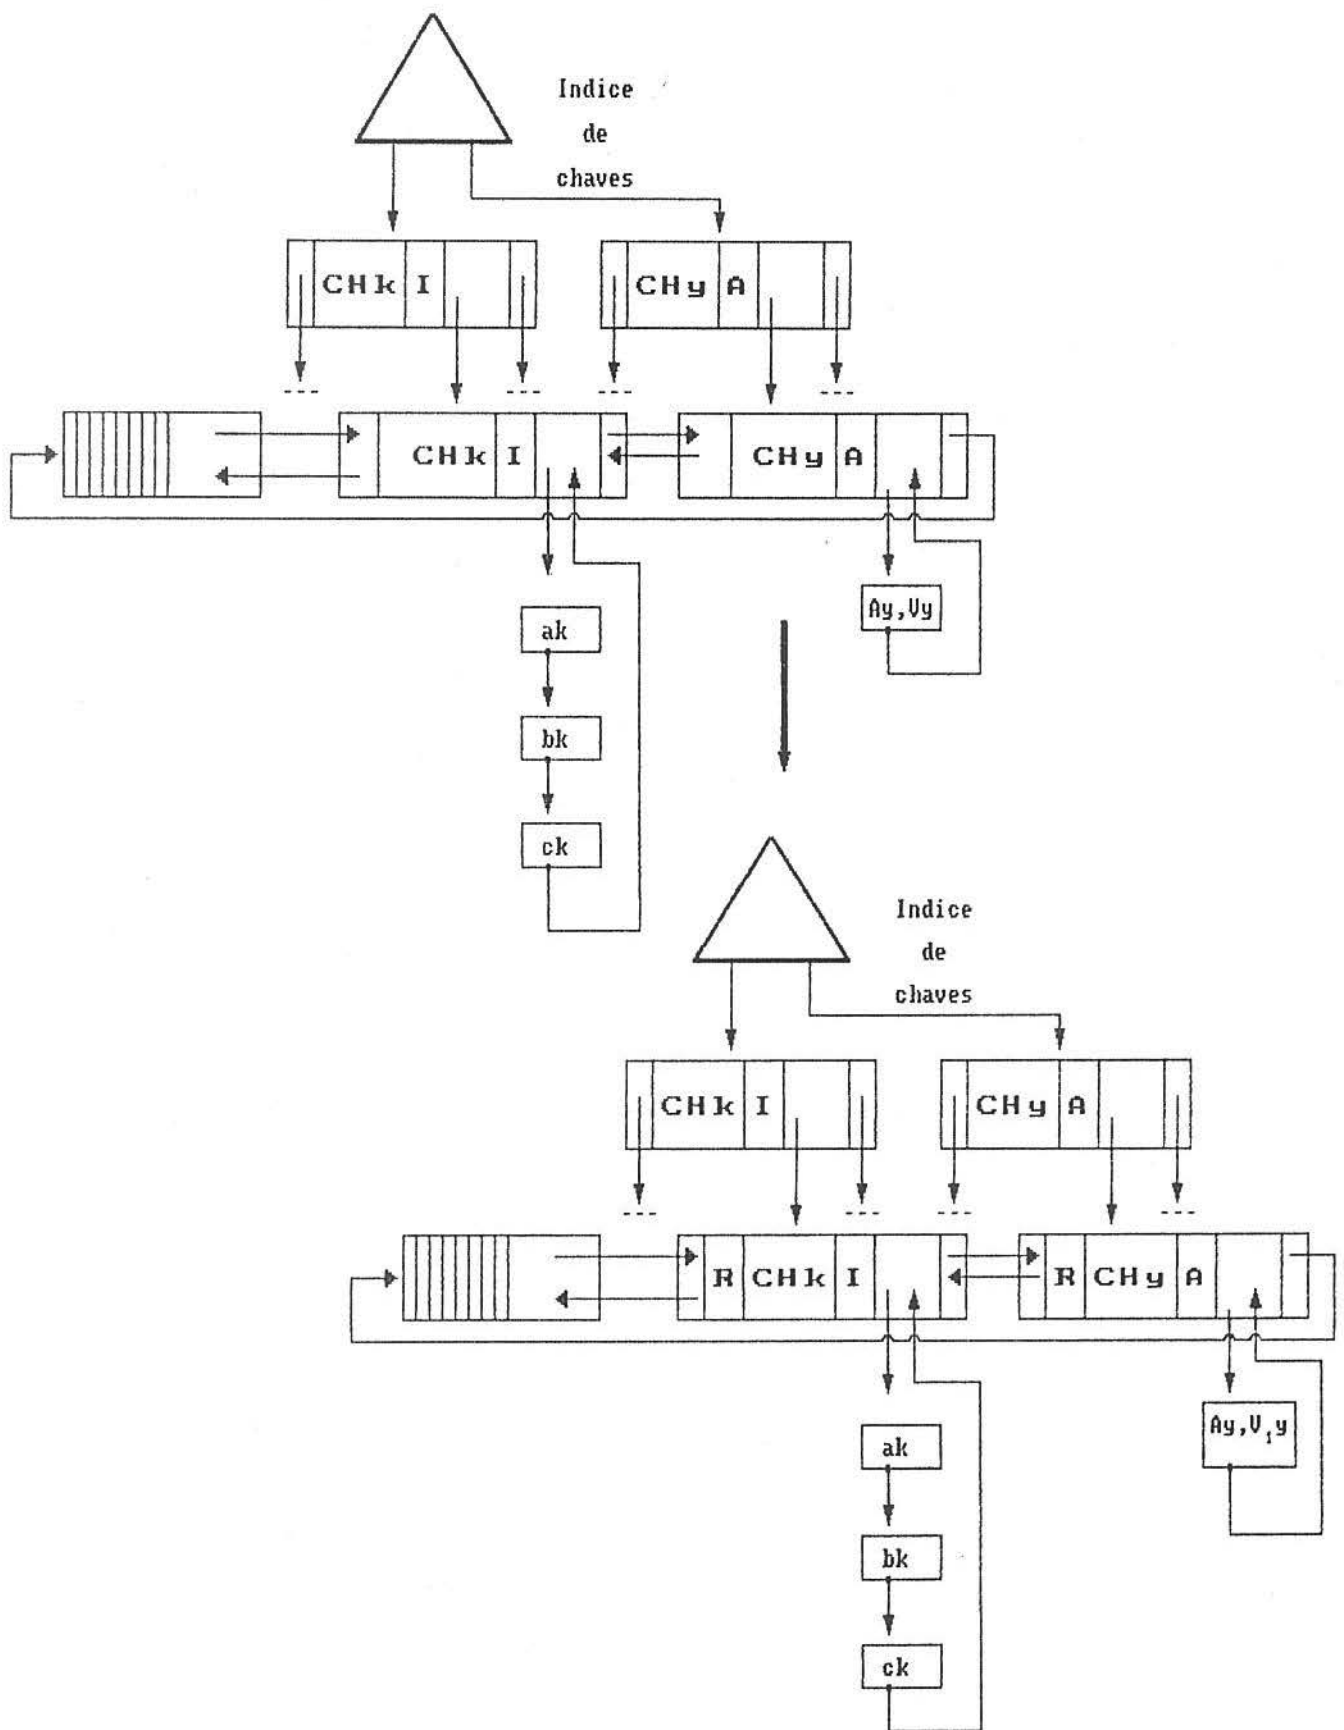 Indice
de
chaves
CHk I
CHy A
CHk I
CHy A
Ay,Vy
ak
bk
ck
Indice
de
chaves
CHk I
CHy A
R CHk I
R CHy A
Ay,V₁y
ak
bk
ck